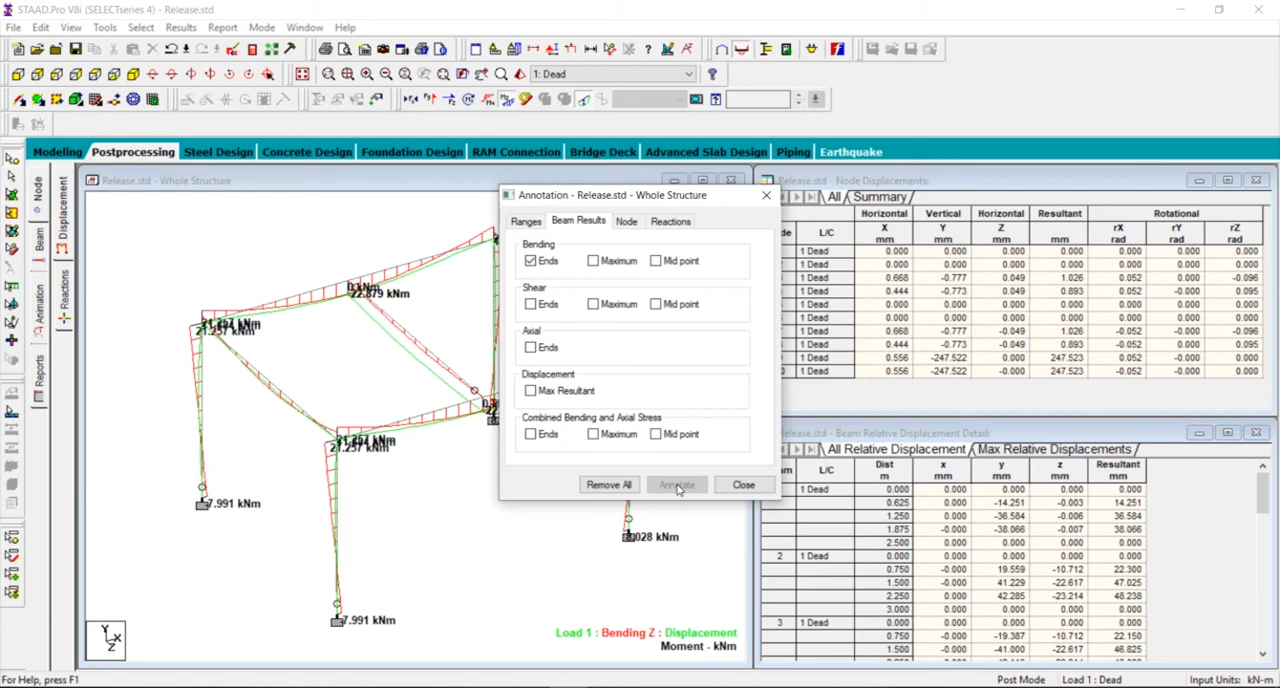 STAAD.Pro V8i (SELECTseries 4) - Release.std
File Edit View Tools Select Results Report Mode Window Help
1: Dead
Modeling Postprocessing Steel Design Concrete Design Foundation Design RAM Connection Bridge Deck Advanced Slab Design Piping Earthquake
Node
Beam
Animation
Reports
Displacement
Reactions
Release.std - Whole Structure
22.879 kNm
21.257 kNm
21.257 kNm
7.991 kNm
7.991 kNm
028 kNm
Load 1 : Bending Z : Displacement
Moment - kNm
Annotation - Release.std - Whole Structure
Ranges Beam Results Node Reactions
Bending
Ends Maximum Mid point
Shear
Ends Maximum Mid point
Axial
Ends
Displacement
Max Resultant
Combined Bending and Axial Stress
Ends Maximum Mid point
Remove All Annotate Close
Release.std - Node Displacements:
All Summary
Horizontal Vertical Horizontal Resultant Rotational
de L/C X Y Z rX rY rZ
mm mm mm mm rad rad rad
1 Dead 0.000 0.000 0.000 0.000 0.000 0.000 0.000
1 Dead 0.000 0.000 0.000 0.000 0.000 0.000 0.000
1 Dead 0.668 -0.777 0.049 1.026 -0.052 -0.000 -0.096
1 Dead 0.444 -0.773 0.049 0.893 -0.052 -0.000 -0.095
1 Dead 0.000 0.000 0.000 0.000 0.000 0.000 0.000
1 Dead 0.668 -0.777 -0.049 1.026 -0.052 -0.000 -0.096
1 Dead 0.444 -0.773 -0.049 0.893 -0.052 -0.000 -0.095
1 Dead 0.556 -247.522 0.000 247.523 0.052 -0.000 -0.095
1 Dead 0.556 -247.522 -0.000 247.523 0.052 -0.000 -0.095
elease.std - Beam Relative Displacement Detail:
All Relative Displacement Max Relative Displacements
am L/C Dist x y z Resultant
m mm mm mm mm
1 Dead 0.000 0.000 0.000 0.000 0.000
0.625 -0.000 -14.251 -0.003 14.251
1.250 -0.000 -36.584 -0.006 36.584
1.875 -0.000 -38.066 -0.007 38.066
2.500 0.000 0.000 0.000 0.000
2 1 Dead 0.000 0.000 0.000 0.000 0.000
0.750 -0.000 19.559 -10.712 22.300
1.500 -0.000 41.229 -22.617 47.025
2.250 -0.000 42.285 -23.214 48.238
3.000 0.000 0.000 0.000 0.000
3 1 Dead 0.000 0.000 0.000 0.000 0.000
0.750 -0.000 -19.387 -10.712 22.150
1.500 -0.000 -41.000 -22.617 46.825
For Help, press F1 Post Mode Load 1 : Dead Input Units: kN-m